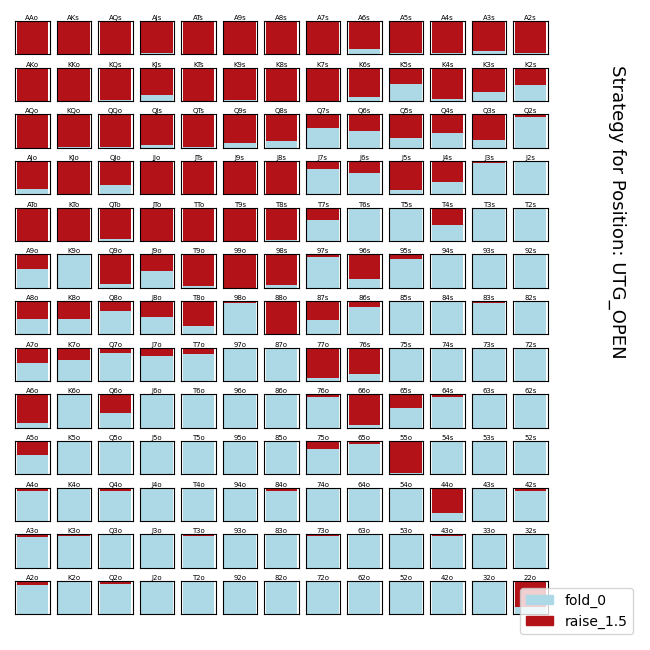 AAo AKs AQs AJs ATs A9s A8s A7s A6s A5s A4s A3s A2s
AKo KKo KQs KJs KTs K9s K8s K7s K6s K5s K4s K3s K2s
AQo KQo QQo QJs QTs Q9s Q8s Q7s Q6s Q5s Q4s Q3s Q2s
AJo KJo QJo JJo JTs J9s J8s J7s J6s J5s J4s J3s J2s
ATo KTo QTo JTo TTo T9s T8s T7s T6s T5s T4s T3s T2s
A9o K9o Q9o J9o T9o 99o 98s 97s 96s 95s 94s 93s 92s
A8o K8o Q8o J8o T8o 98o 88o 87s 86s 85s 84s 83s 82s
A7o K7o Q7o J7o T7o 97o 87o 77o 76s 75s 74s 73s 72s
A6o K6o Q6o J6o T6o 96o 86o 76o 66o 65s 64s 63s 62s
A5o K5o Q5o J5o T5o 95o 85o 75o 65o 55o 54s 53s 52s
A4o K4o Q4o J4o T4o 94o 84o 74o 64o 54o 44o 43s 42s
A3o K3o Q3o J3o T3o 93o 83o 73o 63o 53o 43o 33o 32s
A2o K2o Q2o J2o T2o 92o 82o 72o 62o 52o 42o 32o 22o
Strategy for Position: UTG_OPEN
fold_0
raise_1.5